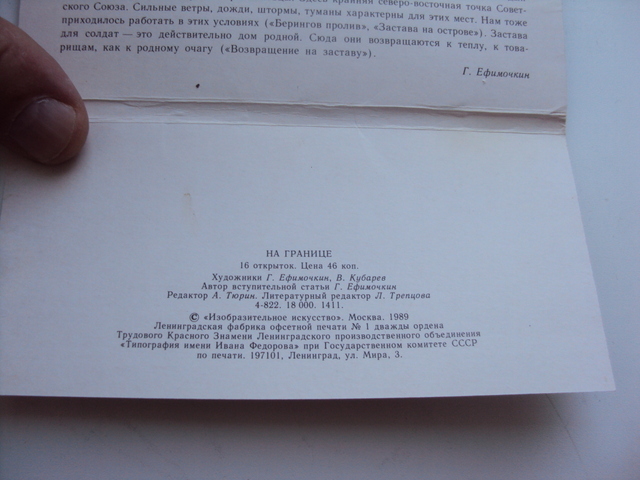 северо-восточная точка Совет-
ского Союза. Сильные ветры, дожди, штормы, туманы характерны для этих мест. Нам тоже
приходилось работать в этих условиях («Берингов пролив», «Застава на острове»). Застава
для солдат — это действительно дом родной. Сюда они возвращаются к теплу, к това-
рищам, как к родному очагу («Возвращение на заставу»).
Г. Ефимочкин
НА ГРАНИЦЕ
16 открыток. Цена 46 коп.
Художники Г. Ефимочкин, В. Кубарев
Автор вступительной статьи Г. Ефимочкин
Редактор А. Тюрин. Литературный редактор Л. Трепцова
4-822. 18 000. 1411.
© «Изобразительное искусство». Москва. 1989
Ленинградская фабрика офсетной печати № 1 дважды ордена
Трудового Красного Знамени Ленинградского производственного объединения
«Типография имени Ивана Федорова» при Государственном комитете СССР
по печати. 197101, Ленинград, ул. Мира, 3.